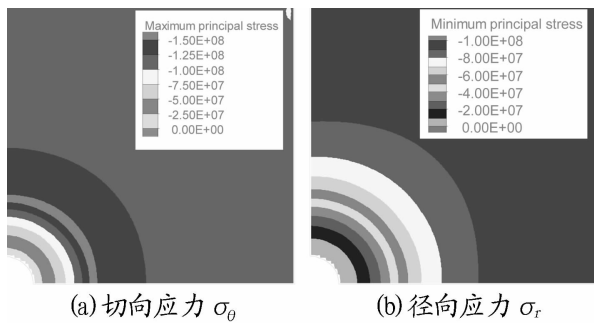 Maximum principal stress
-1.50E+08
-1.25E+08
-1.00E+08
-7.50E+07
-5.00E+07
-2.50E+07
0.00E+00
Minimum principal stress
-1.00E+08
-8.00E+07
-6.00E+07
-4.00E+07
-2.00E+07
0.00E+00
(a) 切向应力 σθ
(b) 径向应力 σr